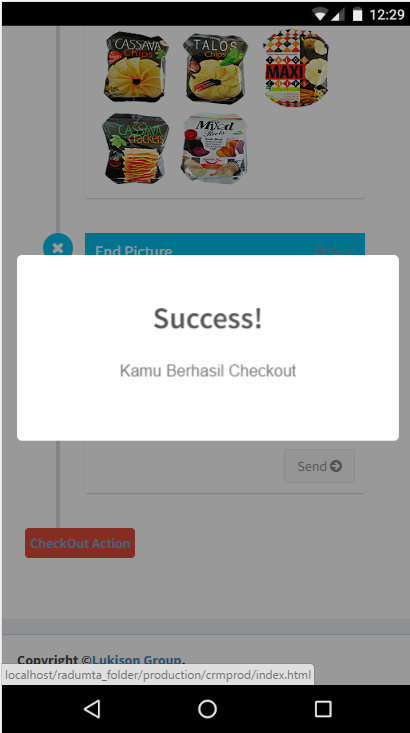 12:29
CASSAVA
Chips
TALOS
Chips
MAXI
CASSAVA
Crackers
Mixed
Roots
End Picture
Success!
Kamu Berhasil Checkout
Send
CheckOut Action
Copyright ©Lukison Group.
localhost/radumta_folder/production/crmprod/index.html